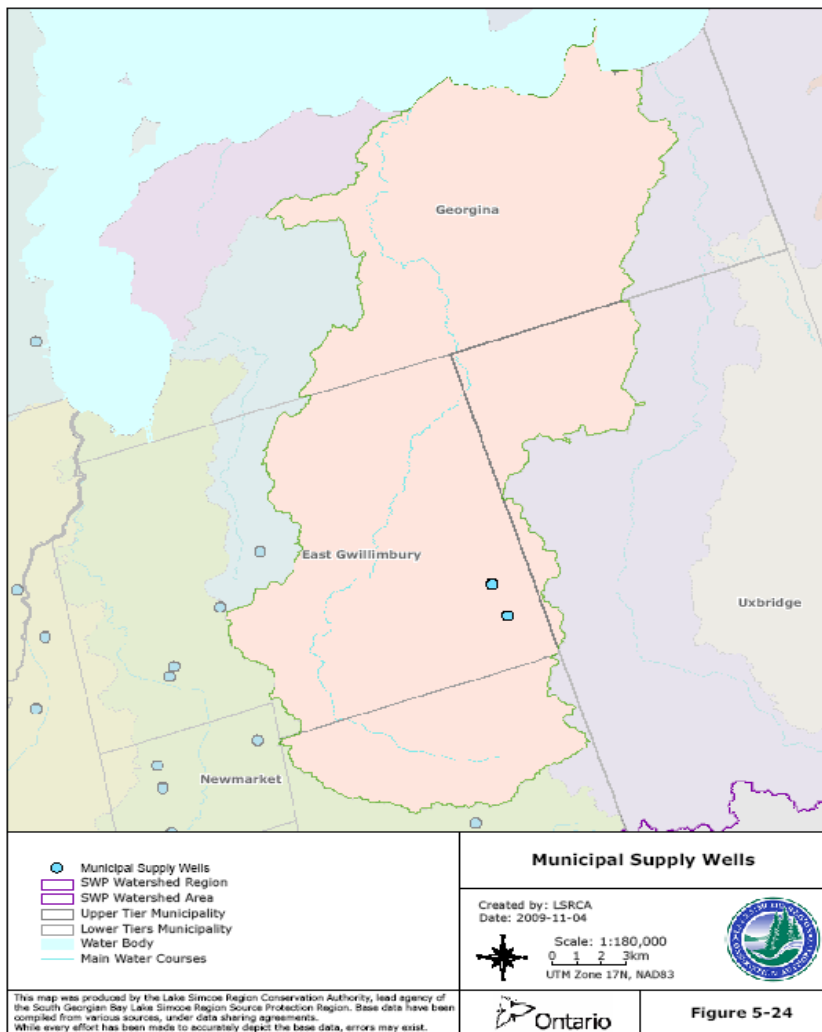 Georgina
East Gwillimbury
Uxbridge
Newmarket
Municipal Supply Wells
SWP Watershed Region
SWP Watershed Area
Upper Tier Municipality
Lower Tiers Municipality
Water Body
Main Water Courses
Municipal Supply Wells
Created by: LSRCA
Date: 2009-11-04
Scale: 1:180,000
0 1 2 3km
UTM Zone 17N, NAD83
This map was produced by the Lake Simcoe Region Conservation Authority, lead agency of
the South Georgian Bay Lake Simcoe Region Source Protection Region. Base data have been
compiled from various sources, under data sharing agreements.
While every effort has been made to accurately depict the base data, errors may exist.
Ontario
Figure 5-24